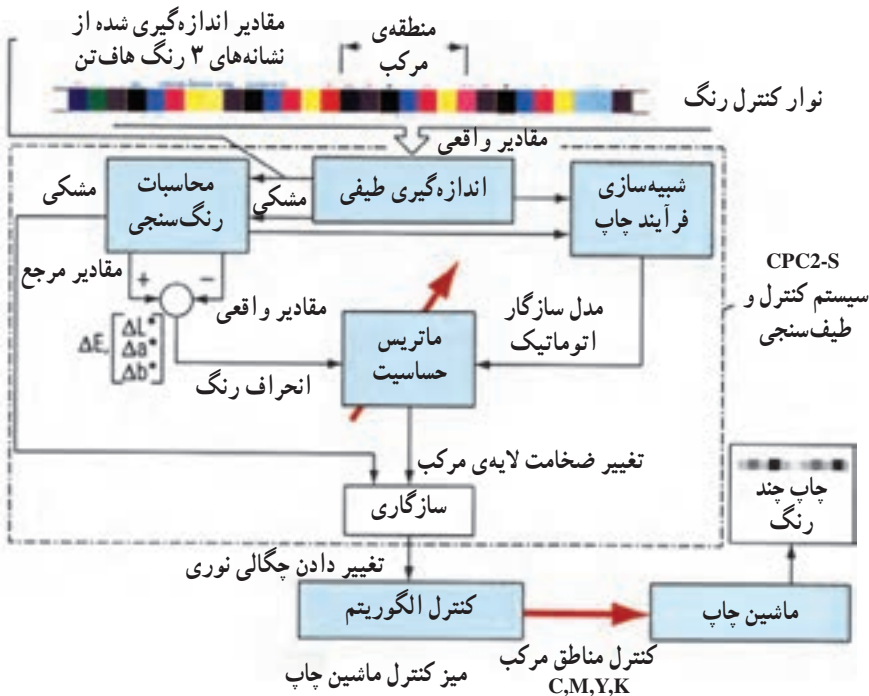 مقادیر اندازه‌گیری شده از
نشانه‌های ۳ رنگ هاف‌تن
منطقه‌ی
مرکب
نوار کنترل رنگ
مقادیر واقعی
مشکی
محاسبات
رنگ‌سنجی
مشکی
اندازه‌گیری طیفی
شبیه‌سازی
فرآیند چاپ
CPC2-S
سیستم کنترل و
طیف‌سنجی
مقادیر مرجع
+
−
مقادیر واقعی
ΔE
ΔL*
Δa*
Δb*
انحراف رنگ
ماتریس
حساسیت
مدل سازگار
اتوماتیک
تغییر ضخامت لایه‌ی مرکب
سازگاری
چاپ چند
رنگ
تغییر دادن چگالی نوری
کنترل الگوریتم
ماشین چاپ
میز کنترل ماشین چاپ
کنترل مناطق مرکب
C,M,Y,K